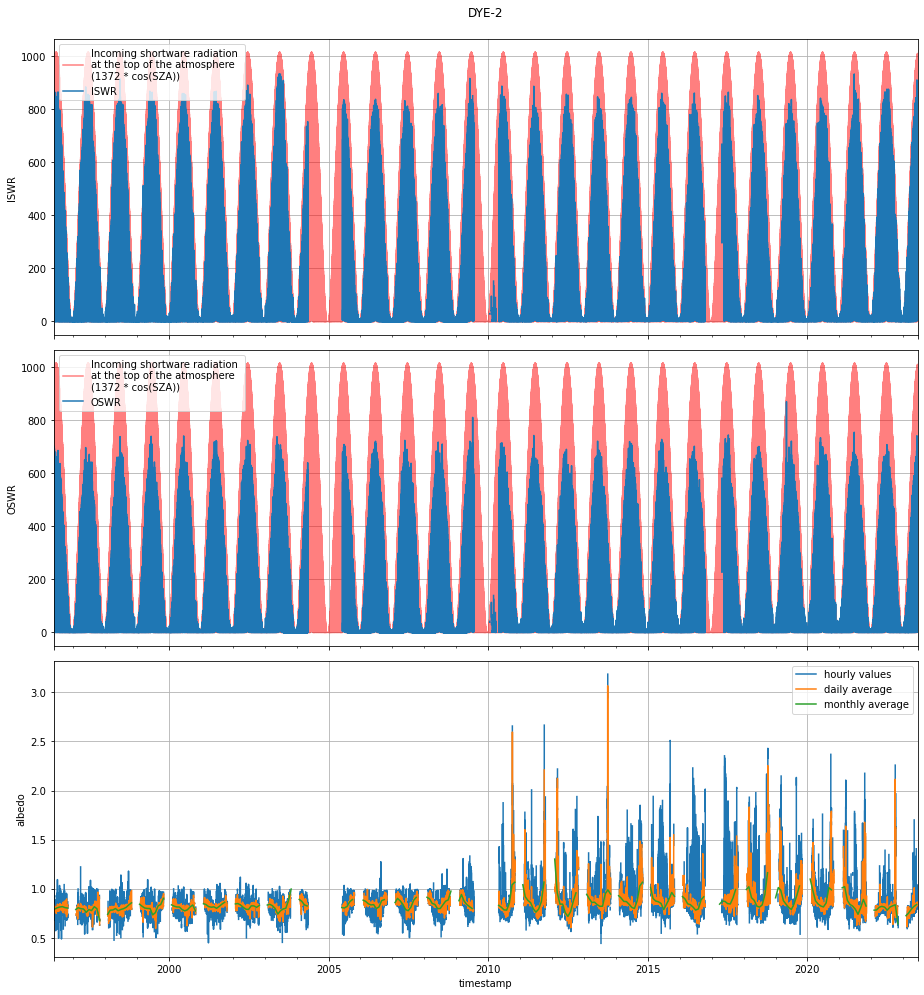 DYE-2
1000
800
600
400
200
0
ISWR
Incoming shortware radiation
at the top of the atmosphere
(1372 * cos(SZA))
ISWR
1000
800
600
400
200
0
OSWR
Incoming shortware radiation
at the top of the atmosphere
(1372 * cos(SZA))
OSWR
3.0
2.5
2.0
1.5
1.0
0.5
albedo
hourly values
daily average
monthly average
2000
2005
2010
2015
2020
timestamp